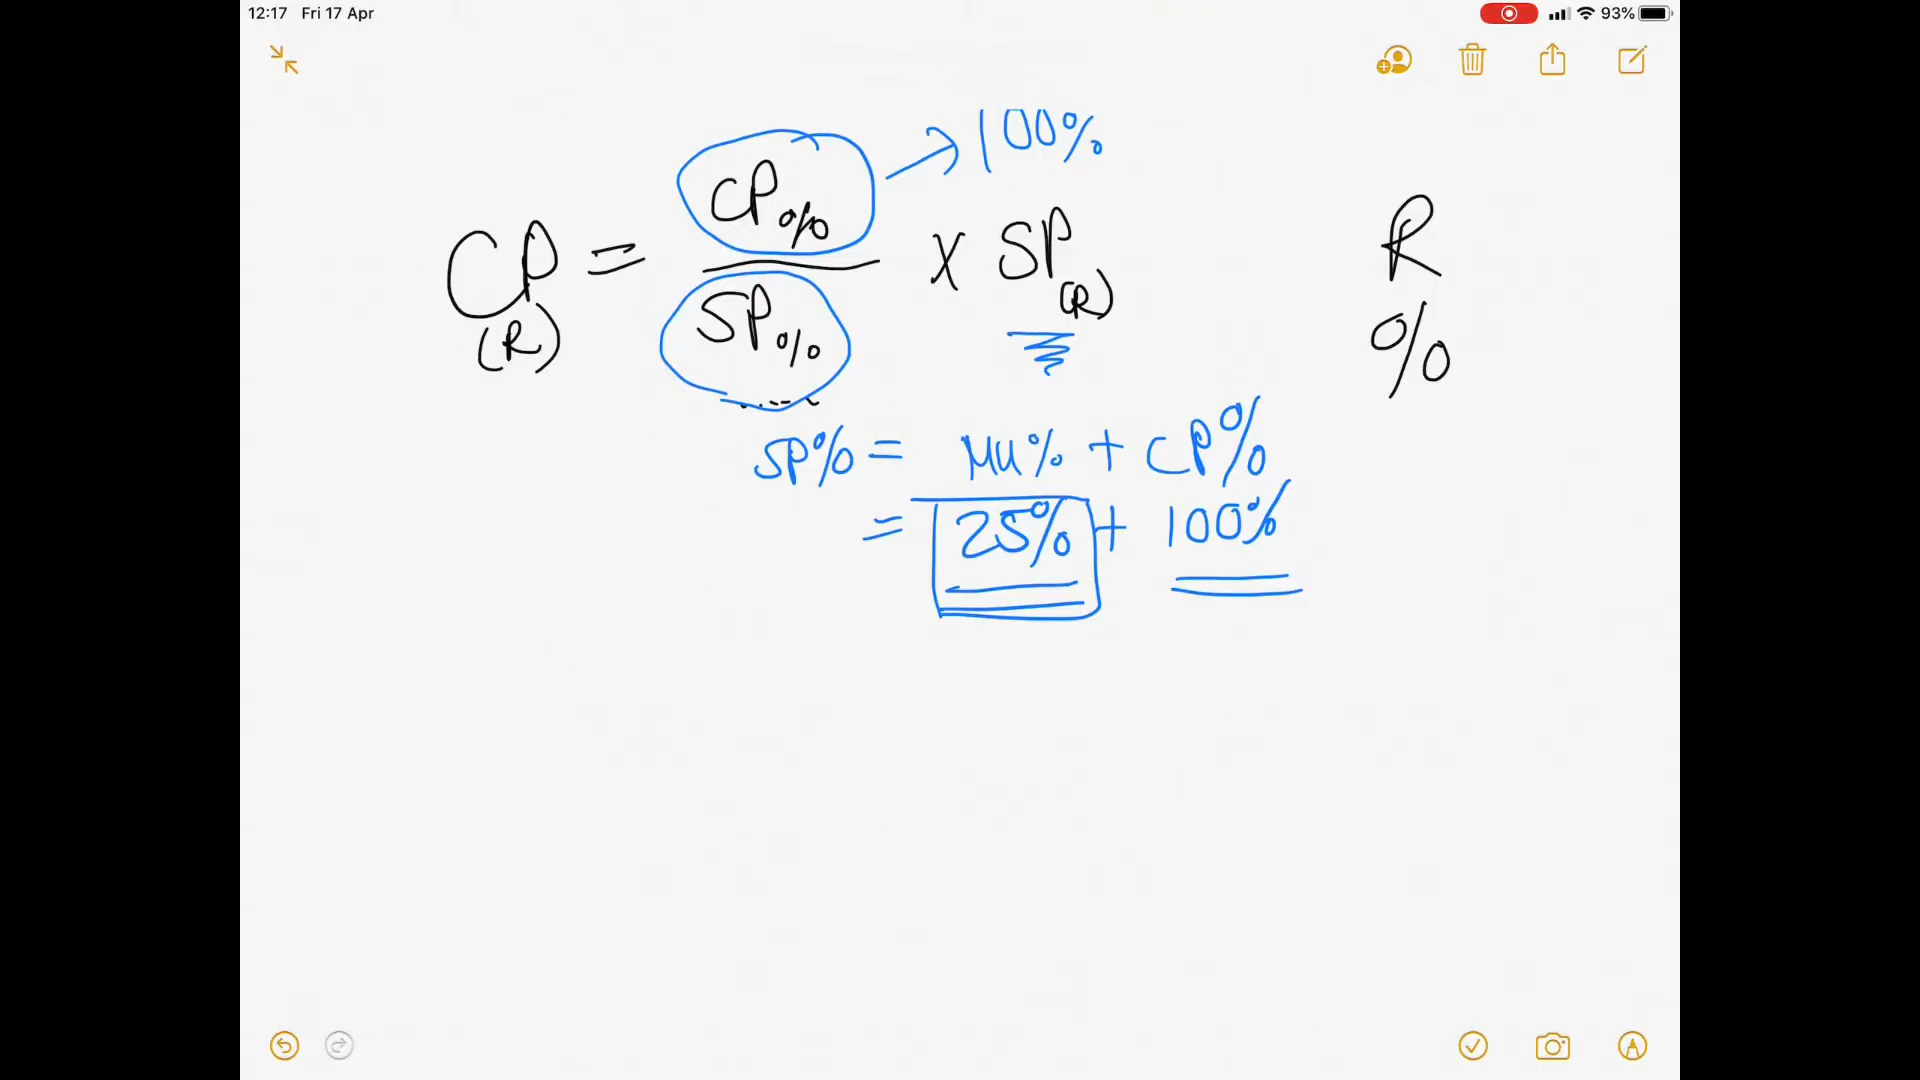 12:17 Fri 17 Apr 93%
100%
CP (R) = CP% / SP% X SP (R)
R
%
SP% = MU% + CP%
= 25% + 100%